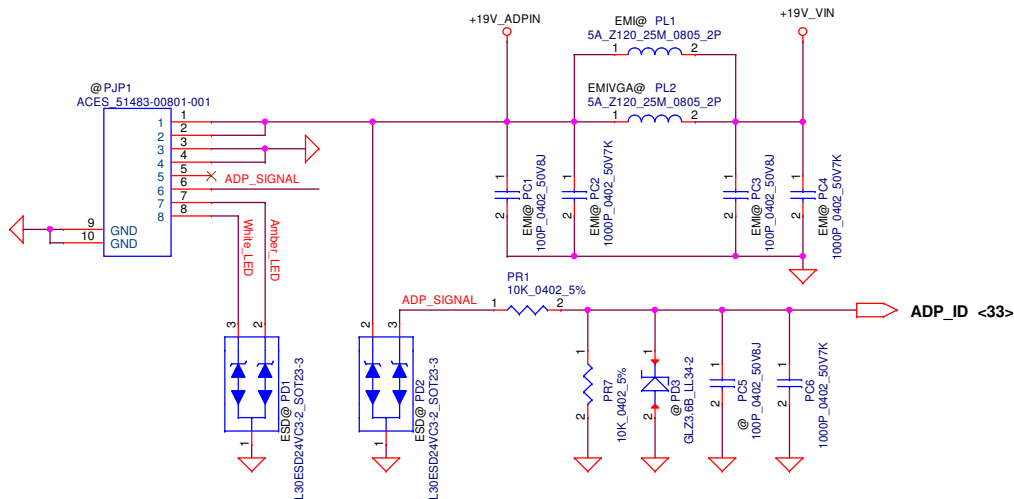 +19V_ADPIN
+19V_VIN
EMI@ PL1
5A_Z120_25M_0805_2P
1 2
EMIVGA@ PL2
5A_Z120_25M_0805_2P
1 2
@ PJP1
ACES_51483-00801-001
1 1
2 2
3 3
4 4
5 5
6 6
7 7
8 8
9 GND
10 GND
ADP_SIGNAL
White_LED
Amber_LED
1
2
EMI@ PC1
100P_0402_50V8J
1
2
EMI@ PC2
1000P_0402_50V7K
1
2
EMI@ PC3
100P_0402_50V8J
1
2
EMI@ PC4
1000P_0402_50V7K
PR1
10K_0402_5%
ADP_SIGNAL
1 2
ADP_ID <33>
3 2
1
ESD@ PD1
L30ESD24VC3-2_SOT23-3
2 3
1
ESD@ PD2
L30ESD24VC3-2_SOT23-3
1
2
PR7
10K_0402_5%
1
2
@ PD3
GLZ3.6B_LL34-2
1
2
@ PC5
100P_0402_50V8J
1
2
PC6
1000P_0402_50V7K